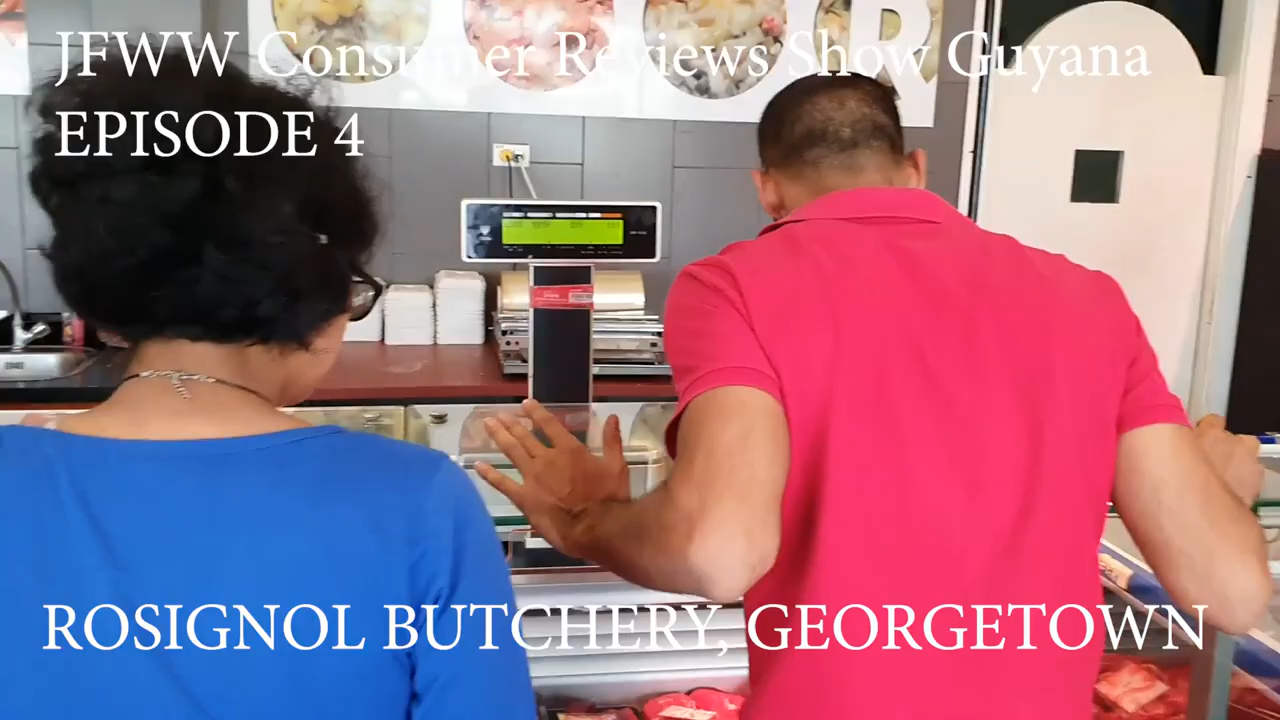 JFWW Consumer Reviews Show Guyana
EPISODE 4
ROSIGNOL BUTCHERY, GEORGETOWN